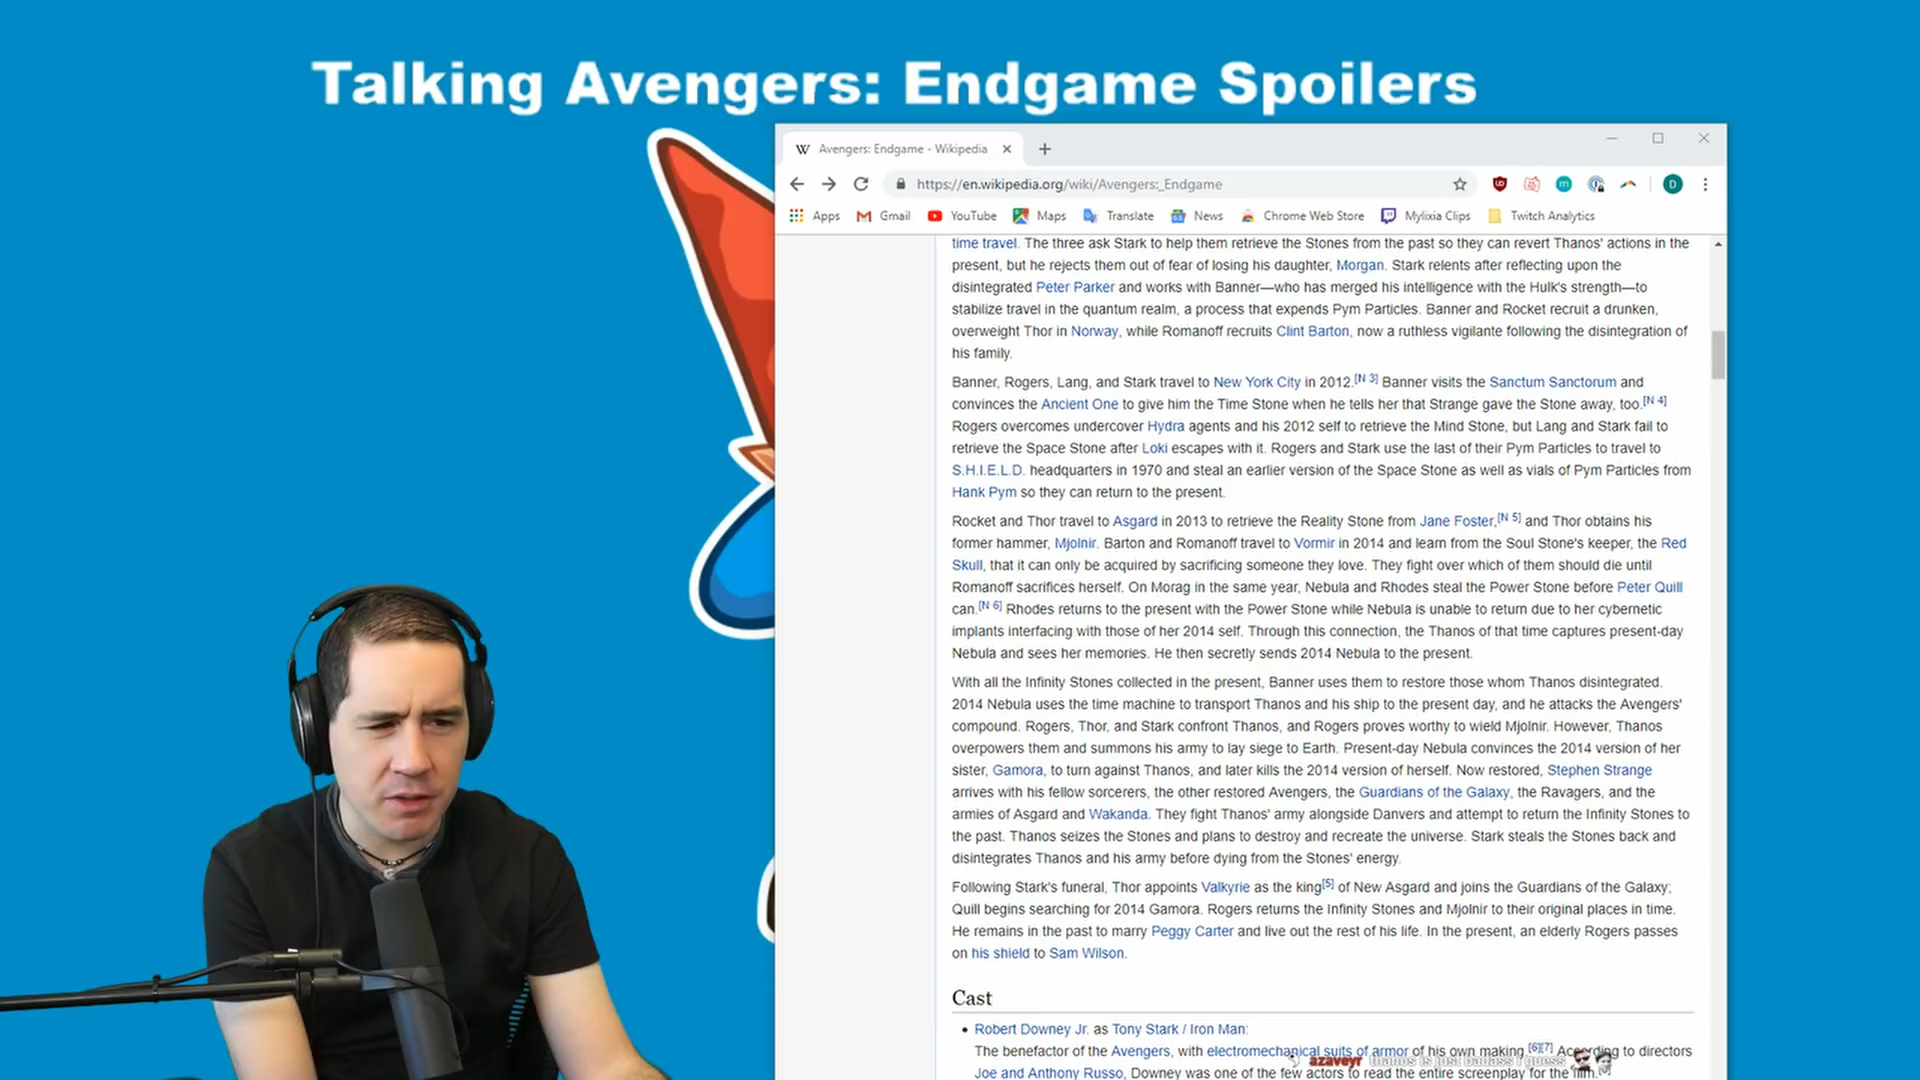 Talking Avengers: Endgame Spoilers
Avengers: Endgame - Wikipedia
https://en.wikipedia.org/wiki/Avengers:_Endgame
Apps Gmail YouTube Maps Translate News Chrome Web Store Mylixia Clips Twitch Analytics
time travel. The three ask Stark to help them retrieve the Stones from the past so they can revert Thanos' actions in the
present, but he rejects them out of fear of losing his daughter, Morgan. Stark relents after reflecting upon the
disintegrated Peter Parker and works with Banner—who has merged his intelligence with the Hulk's strength—to
stabilize travel in the quantum realm, a process that expends Pym Particles. Banner and Rocket recruit a drunken,
overweight Thor in Norway, while Romanoff recruits Clint Barton, now a ruthless vigilante following the disintegration of
his family.
Banner, Rogers, Lang, and Stark travel to New York City in 2012.[N 3] Banner visits the Sanctum Sanctorum and
convinces the Ancient One to give him the Time Stone when he tells her that Strange gave the Stone away, too.[N 4]
Rogers overcomes undercover Hydra agents and his 2012 self to retrieve the Mind Stone, but Lang and Stark fail to
retrieve the Space Stone after Loki escapes with it. Rogers and Stark use the last of their Pym Particles to travel to
S.H.I.E.L.D. headquarters in 1970 and steal an earlier version of the Space Stone as well as vials of Pym Particles from
Hank Pym so they can return to the present.
Rocket and Thor travel to Asgard in 2013 to retrieve the Reality Stone from Jane Foster,[N 5] and Thor obtains his
former hammer, Mjolnir. Barton and Romanoff travel to Vormir in 2014 and learn from the Soul Stone's keeper, the Red
Skull, that it can only be acquired by sacrificing someone they love. They fight over which of them should die until
Romanoff sacrifices herself. On Morag in the same year, Nebula and Rhodes steal the Power Stone before Peter Quill
can.[N 6] Rhodes returns to the present with the Power Stone while Nebula is unable to return due to her cybernetic
implants interfacing with those of her 2014 self. Through this connection, the Thanos of that time captures present-day
Nebula and sees her memories. He then secretly sends 2014 Nebula to the present.
With all the Infinity Stones collected in the present, Banner uses them to restore those whom Thanos disintegrated.
2014 Nebula uses the time machine to transport Thanos and his ship to the present day, and he attacks the Avengers'
compound. Rogers, Thor, and Stark confront Thanos, and Rogers proves worthy to wield Mjolnir. However, Thanos
overpowers them and summons his army to lay siege to Earth. Present-day Nebula convinces the 2014 version of her
sister, Gamora, to turn against Thanos, and later kills the 2014 version of herself. Now restored, Stephen Strange
arrives with his fellow sorcerers, the other restored Avengers, the Guardians of the Galaxy, the Ravagers, and the
armies of Asgard and Wakanda. They fight Thanos' army alongside Danvers and attempt to return the Infinity Stones to
the past. Thanos seizes the Stones and plans to destroy and recreate the universe. Stark steals the Stones back and
disintegrates Thanos and his army before dying from the Stones' energy.
Following Stark's funeral, Thor appoints Valkyrie as the king[5] of New Asgard and joins the Guardians of the Galaxy;
Quill begins searching for 2014 Gamora. Rogers returns the Infinity Stones and Mjolnir to their original places in time.
He remains in the past to marry Peggy Carter and live out the rest of his life. In the present, an elderly Rogers passes
on his shield to Sam Wilson.
Cast
Robert Downey Jr. as Tony Stark / Iron Man:
The benefactor of the Avengers, with electromechanical suits of armor of his own making.[6][7] According to directors
azaveyr thanos is just badass i guess
Joe and Anthony Russo, Downey was one of the few actors to read the entire screenplay for the film.